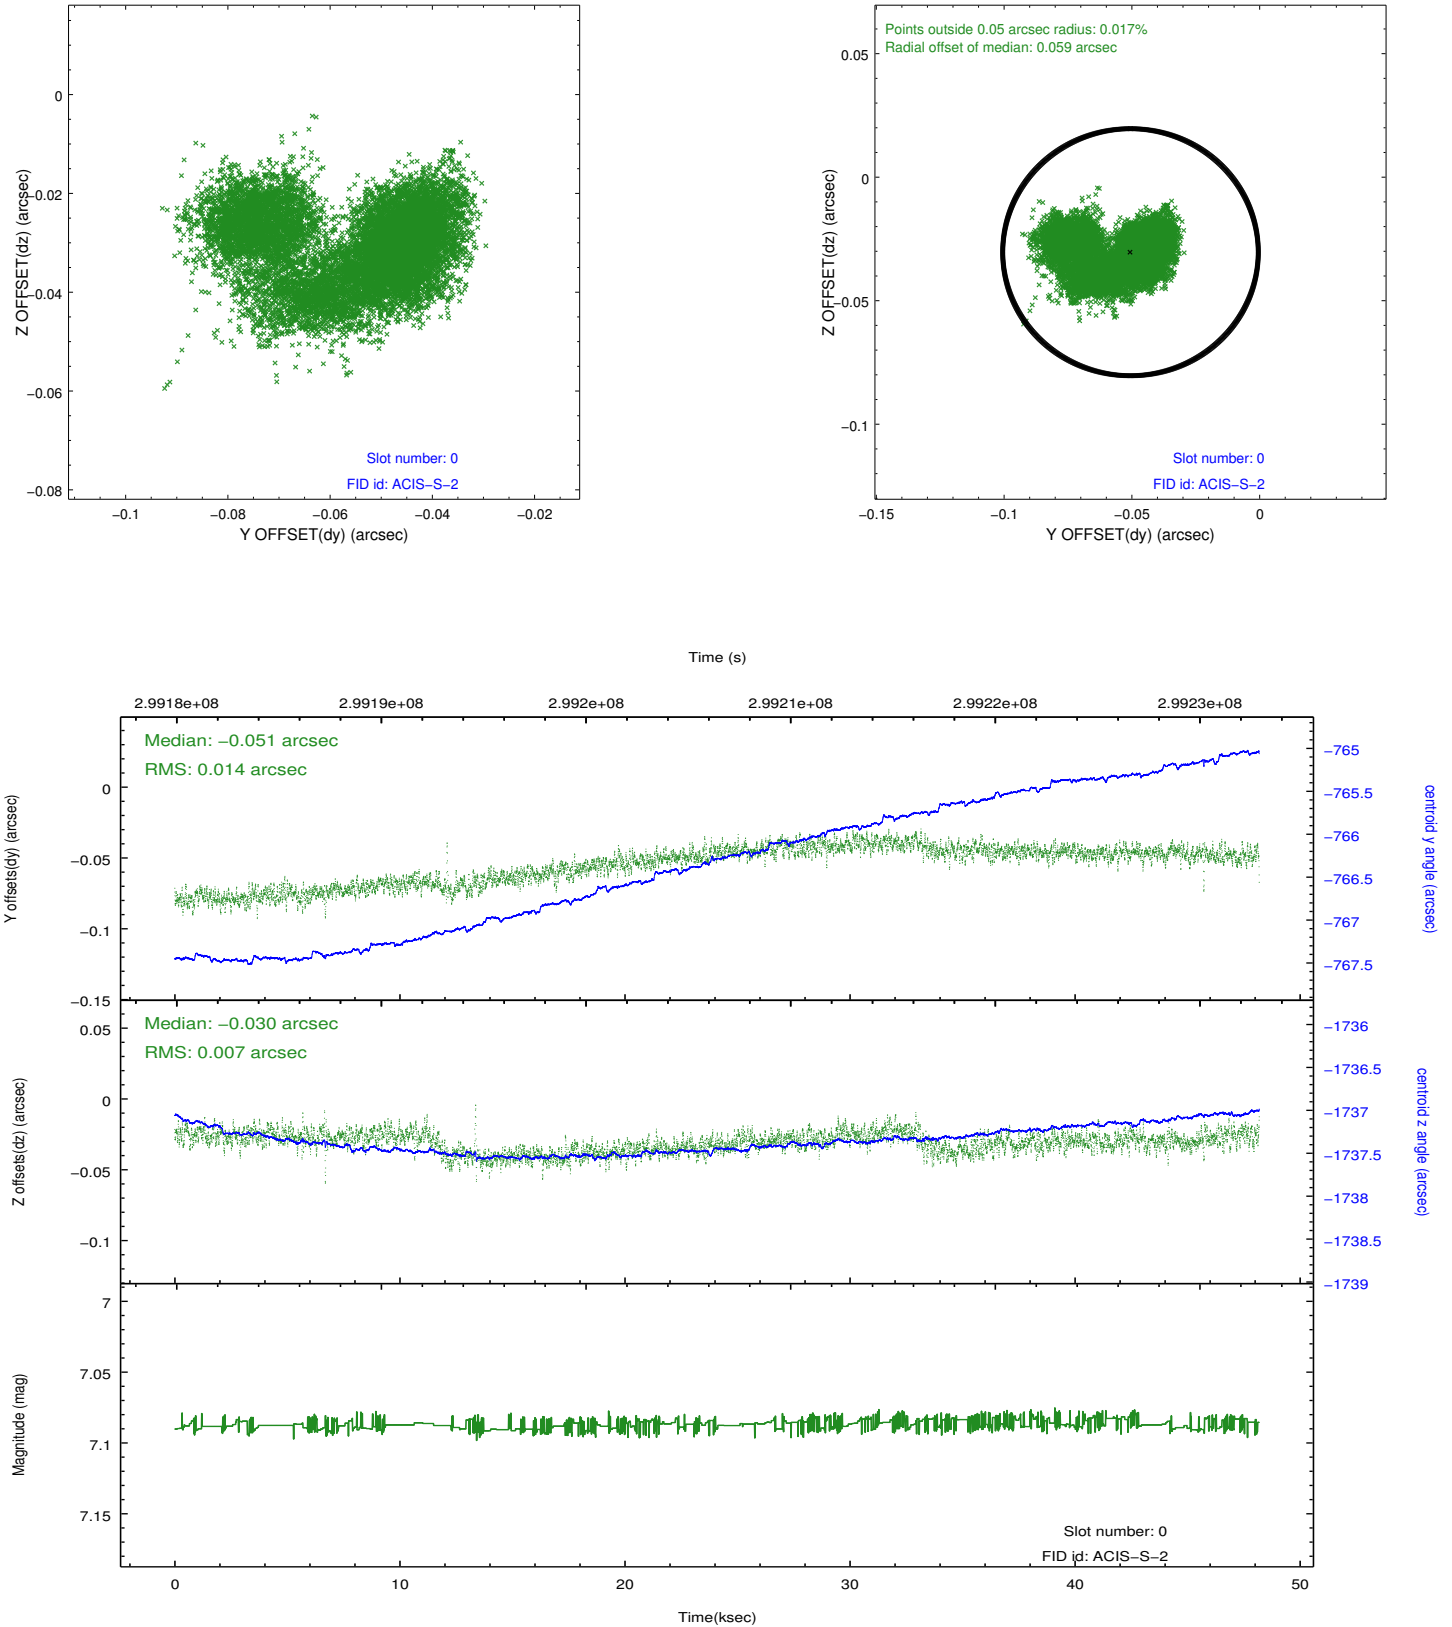 0
−0.02
−0.04
−0.06
−0.08
Z OFFSET(dz) (arcsec)
−0.1
−0.08
−0.06
−0.04
−0.02
Y OFFSET(dy) (arcsec)
Slot number: 0
FID id: ACIS−S−2
Points outside 0.05 arcsec radius: 0.017%
Radial offset of median: 0.059 arcsec
0.05
0
−0.05
−0.1
Z OFFSET(dz) (arcsec)
−0.15
−0.1
−0.05
0
Y OFFSET(dy) (arcsec)
Slot number: 0
FID id: ACIS−S−2
Time (s)
2.9918e+08
2.9919e+08
2.992e+08
2.9921e+08
2.9922e+08
2.9923e+08
Median: −0.051 arcsec
RMS: 0.014 arcsec
0
−0.05
−0.1
−0.15
Y offsets(dy) (arcsec)
−765
−765.5
−766
−766.5
−767
−767.5
centroid y angle (arcsec)
Median: −0.030 arcsec
RMS: 0.007 arcsec
0.05
0
−0.05
−0.1
Z offsets(dz) (arcsec)
−1736
−1736.5
−1737
−1737.5
−1738
−1738.5
−1739
centroid z angle (arcsec)
7
7.05
7.1
7.15
Magnitude (mag)
Slot number: 0
FID id: ACIS−S−2
0
10
20
30
40
50
Time(ksec)